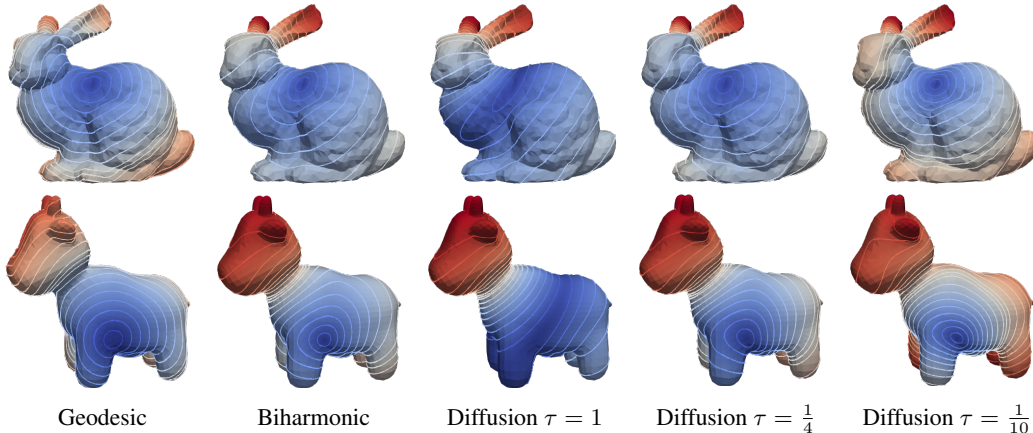 Geodesic Biharmonic Diffusion τ = 1 Diffusion τ = 1/4 Diffusion τ = 1/10